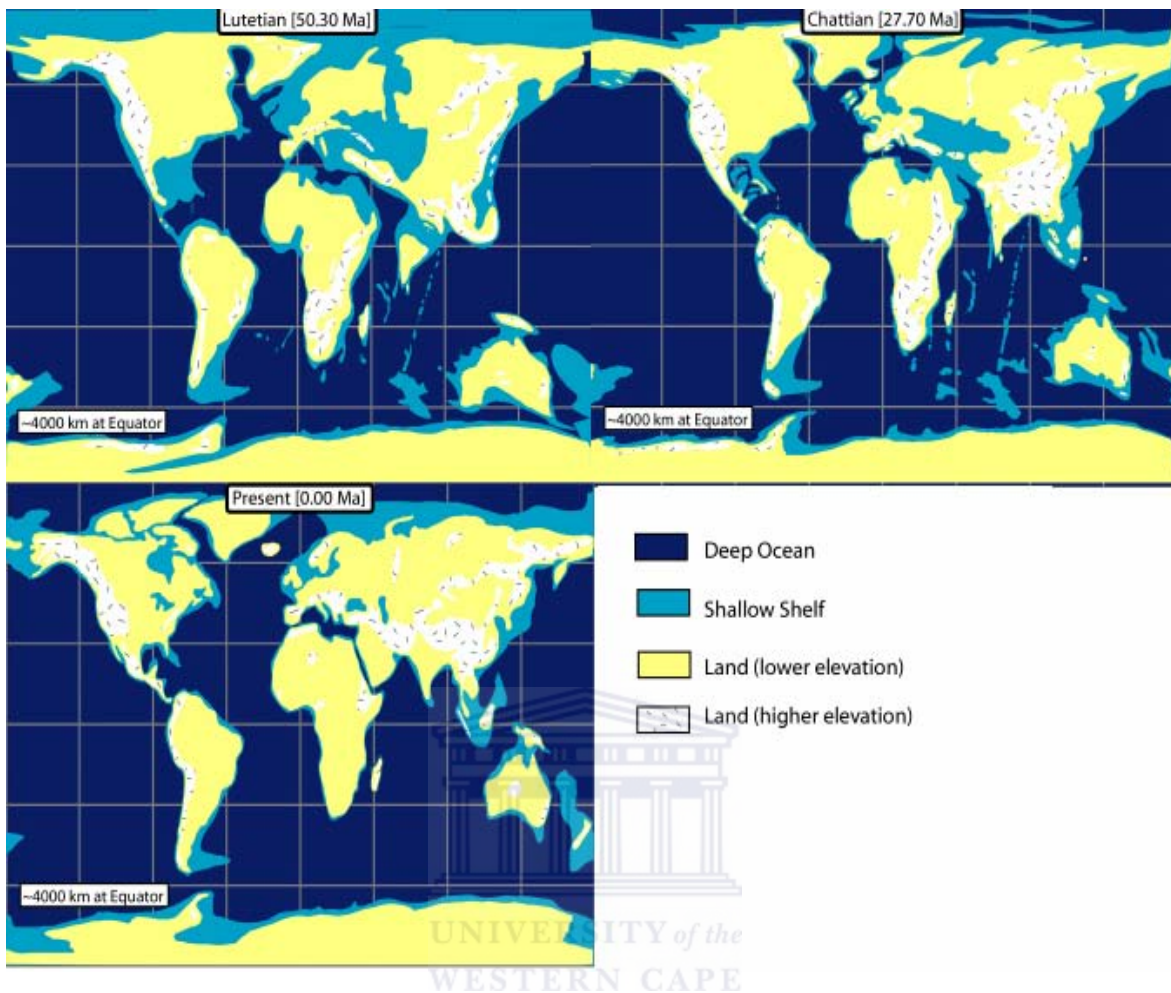 Lutetian [50.30 Ma]
Chattian [27.70 Ma]
~4000 km at Equator
~4000 km at Equator
Present [0.00 Ma]
~4000 km at Equator
Deep Ocean
Shallow Shelf
Land (lower elevation)
Land (higher elevation)
UNIVERSITY of the
WESTERN CAPE